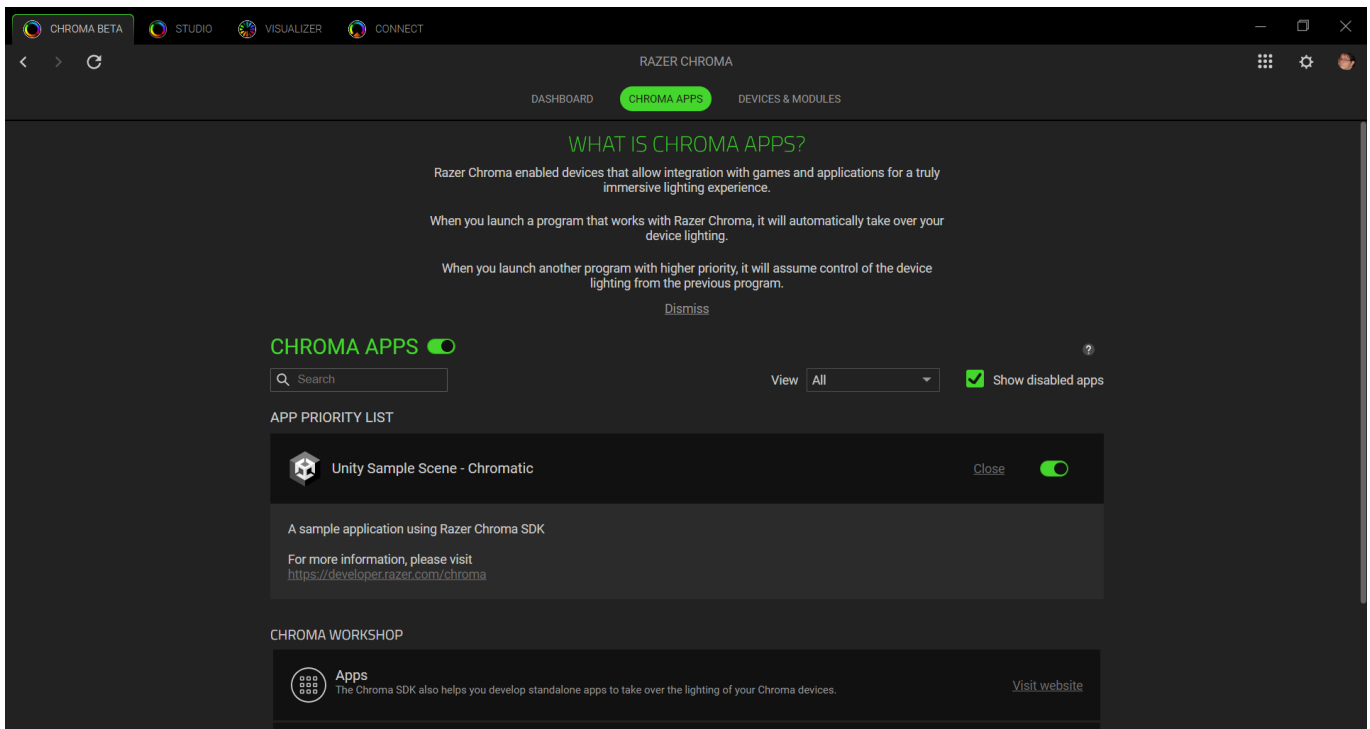 CHROMA BETA
STUDIO
VISUALIZER
CONNECT
RAZER CHROMA
DASHBOARD
CHROMA APPS
DEVICES & MODULES
WHAT IS CHROMA APPS?
Razer Chroma enabled devices that allow integration with games and applications for a truly
immersive lighting experience.
When you launch a program that works with Razer Chroma, it will automatically take over your
device lighting.
When you launch another program with higher priority, it will assume control of the device
lighting from the previous program.
Dismiss
CHROMA APPS
?
Search
View All
Show disabled apps
APP PRIORITY LIST
Unity Sample Scene - Chromatic
Close
A sample application using Razer Chroma SDK
For more information, please visit
https://developer.razer.com/chroma
CHROMA WORKSHOP
Apps
The Chroma SDK also helps you develop standalone apps to take over the lighting of your Chroma devices.
Visit website